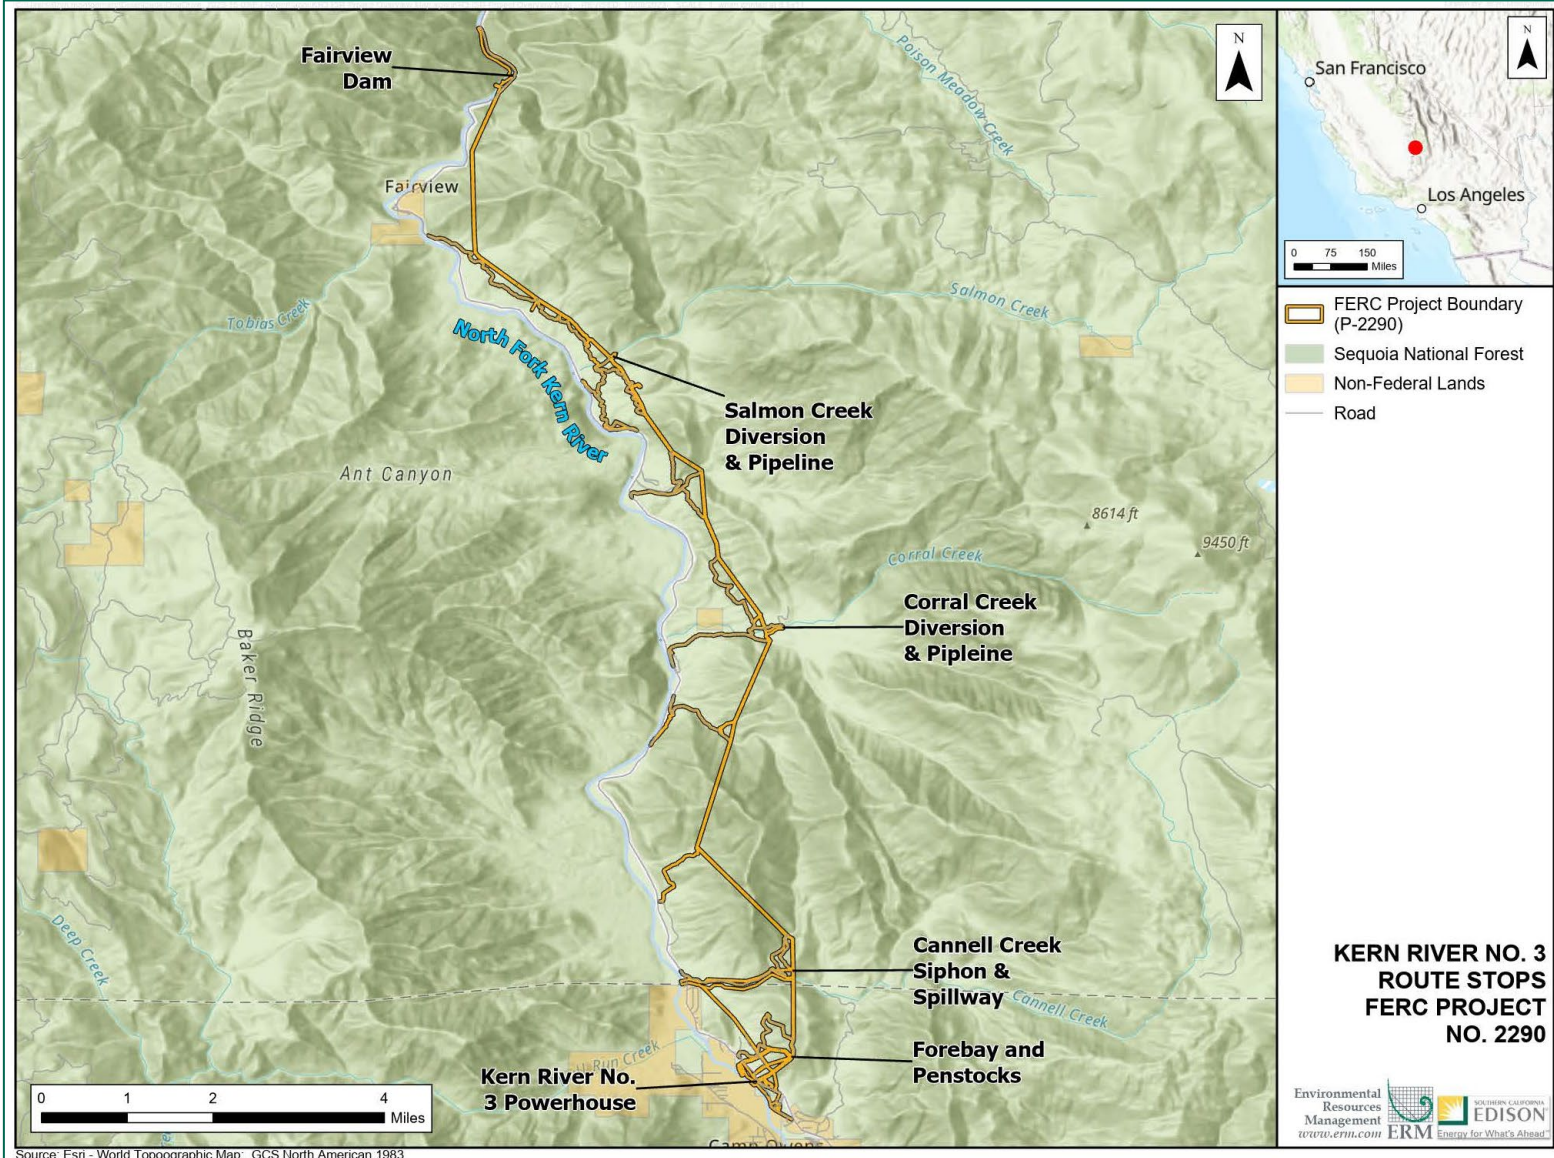 Fairview
Dam
Poison Meadow Creek
N
Fairview
Tobias Creek
Salmon Creek
North Fork Kern River
Salmon Creek
Diversion
& Pipeline
Ant Canyon
8614 ft
9450 ft
Corral Creek
Corral Creek
Diversion
& Pipleine
Baker Ridge
Deep Creek
Cannell Creek
Siphon &
Spillway
Cannell Creek
Run Creek
Forebay and
Penstocks
Kern River No.
3 Powerhouse
0 1 2 4
Miles
Source: Esri - World Topoographic Map; GCS North American 1983
N
San Francisco
Los Angeles
0 75 150
Miles
FERC Project Boundary
(P-2290)
Sequoia National Forest
Non-Federal Lands
Road
KERN RIVER NO. 3
ROUTE STOPS
FERC PROJECT
NO. 2290
Environmental
Resources
Management
www.erm.com
ERM
SOUTHERN CALIFORNIA
EDISON
Energy for What's Ahead